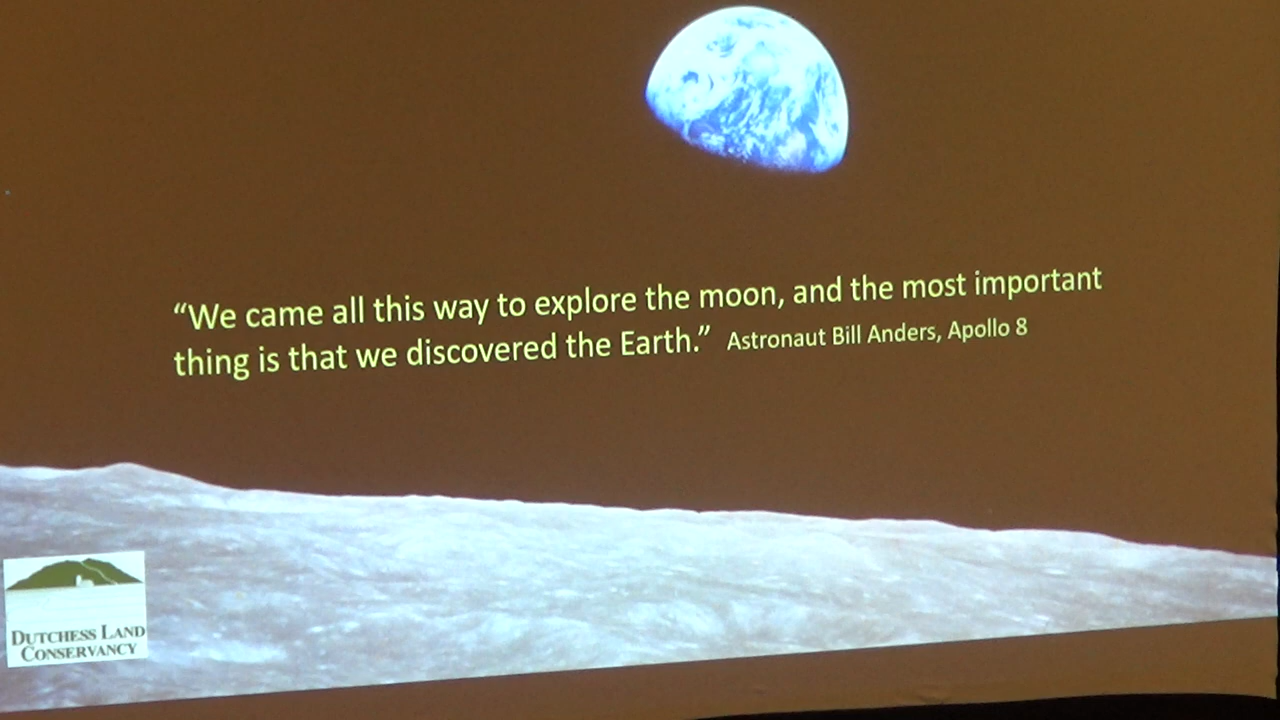 “We came all this way to explore the moon, and the most important
thing is that we discovered the Earth.” Astronaut Bill Anders, Apollo 8
DUTCHESS LAND
CONSERVANCY